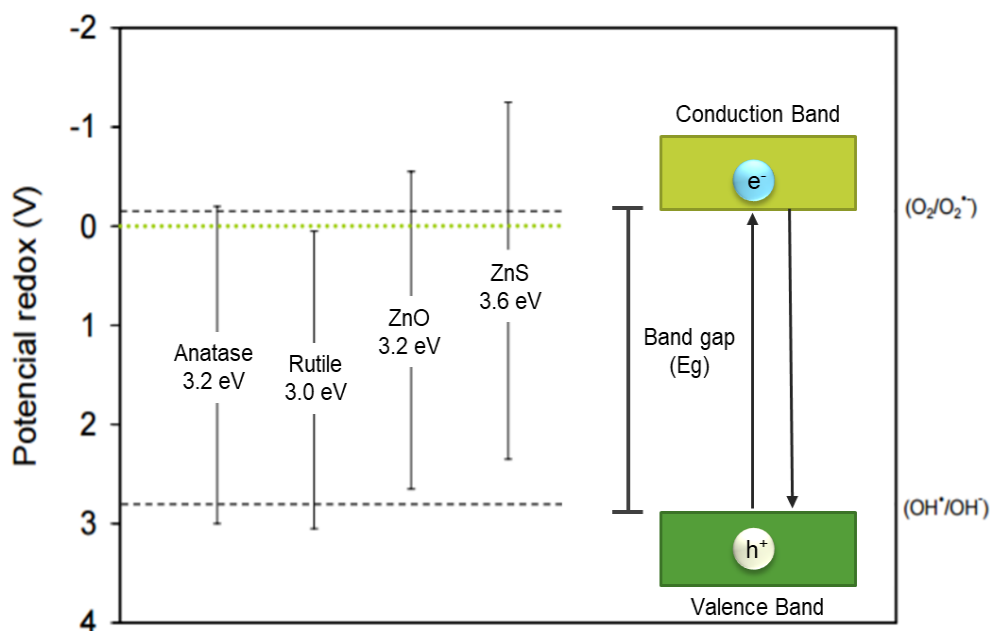 Potencial redox (V)
-2
-1
0
1
2
3
4
Anatase
3.2 eV
Rutile
3.0 eV
ZnO
3.2 eV
ZnS
3.6 eV
Conduction Band
e⁻
Band gap
(Eg)
h⁺
Valence Band
(O₂/O₂•⁻)
(OH•/OH⁻)